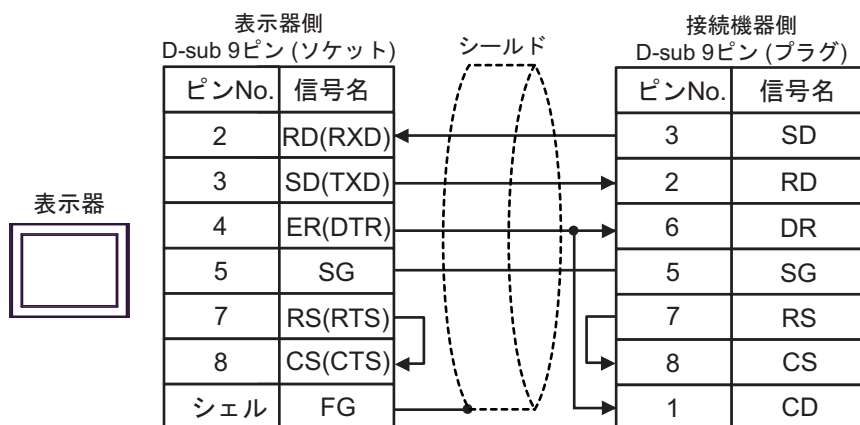 表示器側
D-sub 9ピン (ソケット)
シールド
接続機器側
D-sub 9ピン (プラグ)
表示器
ピンNo. 信号名
2 RD(RXD)
3 SD(TXD)
4 ER(DTR)
5 SG
7 RS(RTS)
8 CS(CTS)
シェル FG
ピンNo. 信号名
3 SD
2 RD
6 DR
5 SG
7 RS
8 CS
1 CD